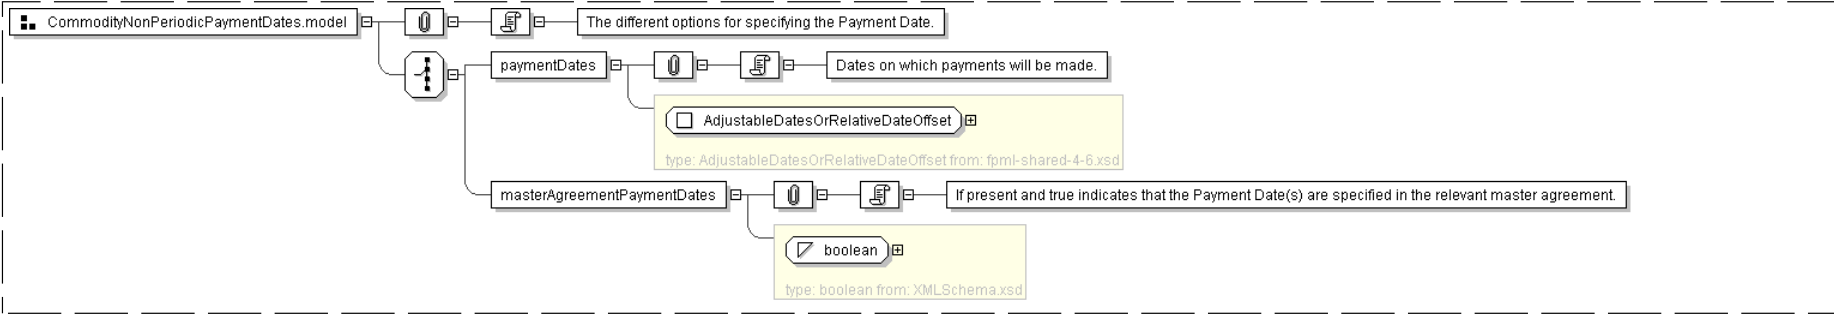 CommodityNonPeriodicPaymentDates.model
The different options for specifying the Payment Date.
paymentDates
Dates on which payments will be made.
AdjustableDatesOrRelativeDateOffset
type: AdjustableDatesOrRelativeDateOffset from: fpml-shared-4-6.xsd
masterAgreementPaymentDates
If present and true indicates that the Payment Date(s) are specified in the relevant master agreement.
boolean
type: boolean from: XMLSchema.xsd